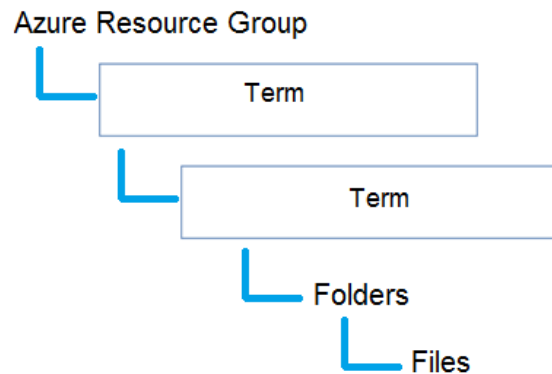 Azure Resource Group
Term
Term
Folders
Files